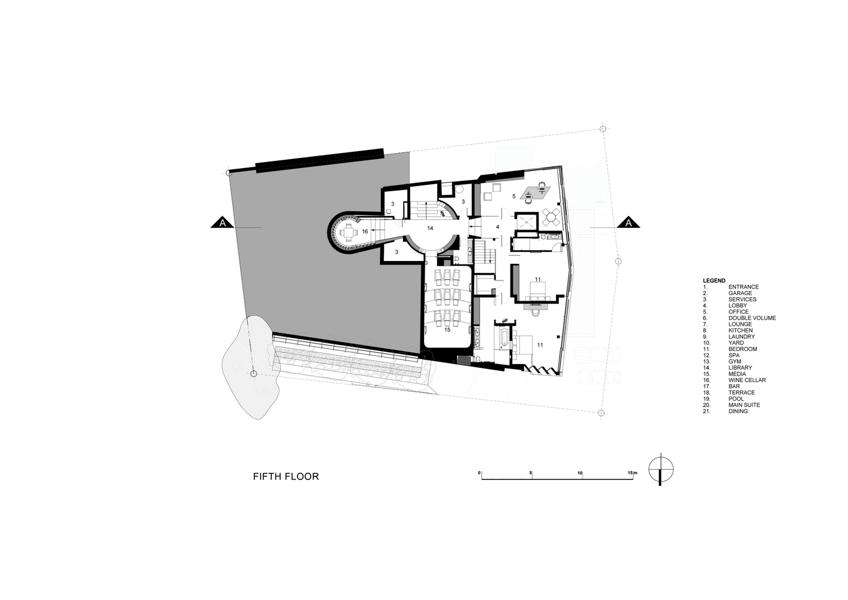 5
3
3
14
4
A
16
A
3
11
15
11
LEGEND
1. ENTRANCE
2. GARAGE
3. SERVICES
4. LOBBY
5. OFFICE
6. DOUBLE VOLUME
7. LOUNGE
8. KITCHEN
9. LAUNDRY
10. YARD
11. BEDROOM
12. SPA
13. GYM
14. LIBRARY
15. MEDIA
16. WINE CELLAR
17. BAR
18. TERRACE
19. POOL
20. MAIN SUITE
21. DINING
FIFTH FLOOR
0 5 10 15 m